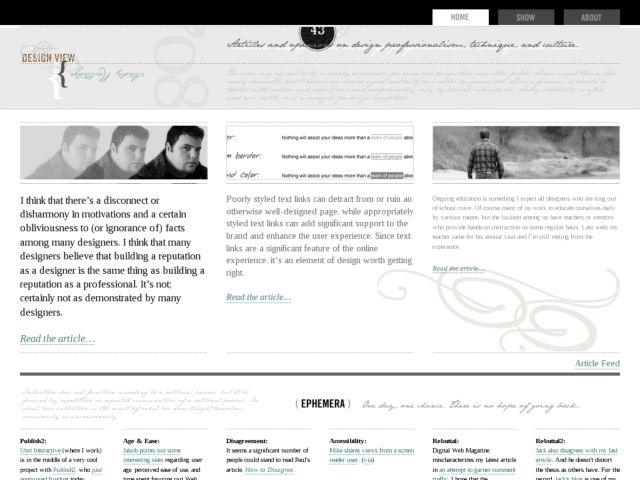 HOME
SHOW
ABOUT
43
Articles and opinions on design professionalism, technique, and culture.
DESIGN VIEW
08
er:
Nothing will assist your ideas more than a team of people able
m border:
Nothing will assist your ideas more than a team of people able
nd color:
Nothing will assist your ideas more than a team of people able
I think that there's a disconnect or
disharmony in motivations and a certain
obliviousness to (or ignorance of) facts
among many designers. I think that many
designers believe that building a reputation
as a designer is the same thing as building a
reputation as a professional. It's not;
certainly not as demonstrated by many
designers.
Read the article…
Poorly styled text links can detract from or ruin an
otherwise well-designed page. while appropriately
styled text links can add significant support to the
brand and enhance the user experience. Since text
links are a significant feature of the online
experience. it's an element of design worth getting
right.
Read the article…
Ongoing education is something I expect all designers who are long out
of school crave. Of course many of us work to educate ourselves daily
by various means, but the luckiest among us have teachers or mentors
who provide hands-on instruction on some regular basis. Last week my
teacher came for his annual visit and I'm still reeling from the
experience.
Read the article…
Article Feed
{ EPHEMERA }
One day, one chance. There is no hope of going back.
Publish2:
Unit Interactive (where I work)
is in the middle of a very cool
project with Publish2, who just
announced funding today.
Age & Ease:
Jakob points out some
interesting stats regarding user
age, perceived ease of use, and
time spent figuring out Web
Disagreement:
It seems a significant number of
people could stand to read Paul's
article, How to Disagree.
Accessibility:
Mike shares views from a screen
reader user. (via)
Rebuttal:
Digital Web Magazine
mischaracterizes my latest article
in an attempt to garner comment
traffic. I hope that the
Rebuttal2:
Jack also disagrees with my last
article. And he doesn't distort
the thesis as others have. For the
record, Jack's blog is one of